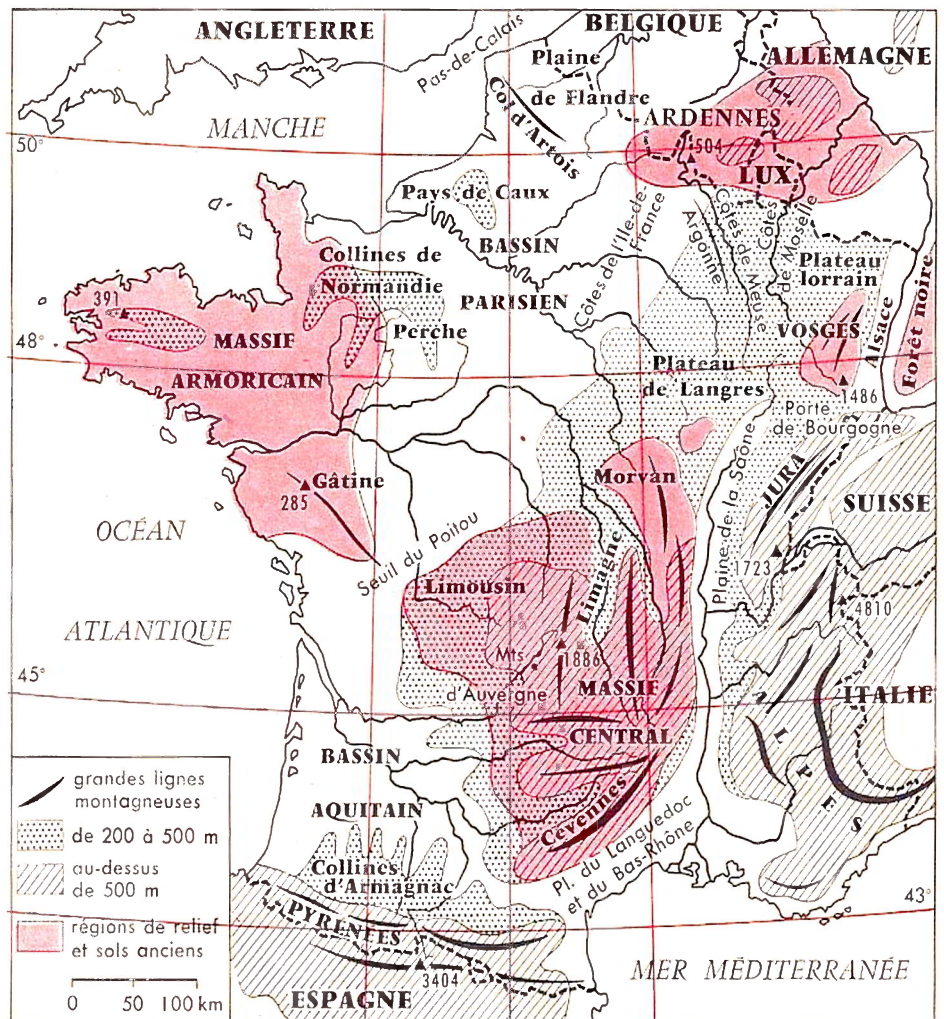 ANGLETERRE
BELGIQUE
Pas-de-Calais
Plaine
de Flandre
ALLEMAGNE
Col d'Artois
MANCHE
ARDENNES
504
50°
LUX
Pays de Caux
BASSIN
PARISIEN
Côtes de l'Ile-de
France
Argonne
Côtes de Meuse
Côtes
de Moselle
Plateau
lorrain
Collines de
Normandie
Perche
391
MASSIF
ARMORICAIN
48°
VOSGES
Alsace
Forêt noire
1486
Plateau
de Langres
Porte
de Bourgogne
Gâtine
285
Morvan
Plaine de la Saône
JURA
SUISSE
OCÉAN
ATLANTIQUE
Seuil du Poitou
Limousin
Limagne
1723
4810
Mts
d'Auvergne
1886
MASSIF
CENTRAL
45°
ITALIE
ALPES
BASSIN
AQUITAIN
Cévennes
Pl. du Languedoc
et du Bas-Rhône
Collines
d'Armagnac
43°
PYRÉNÉES
3404
ESPAGNE
MER MÉDITERRANÉE
grandes lignes
montagneuses
de 200 à 500 m
au-dessus
de 500 m
régions de relief
et sols anciens
0 50 100 km